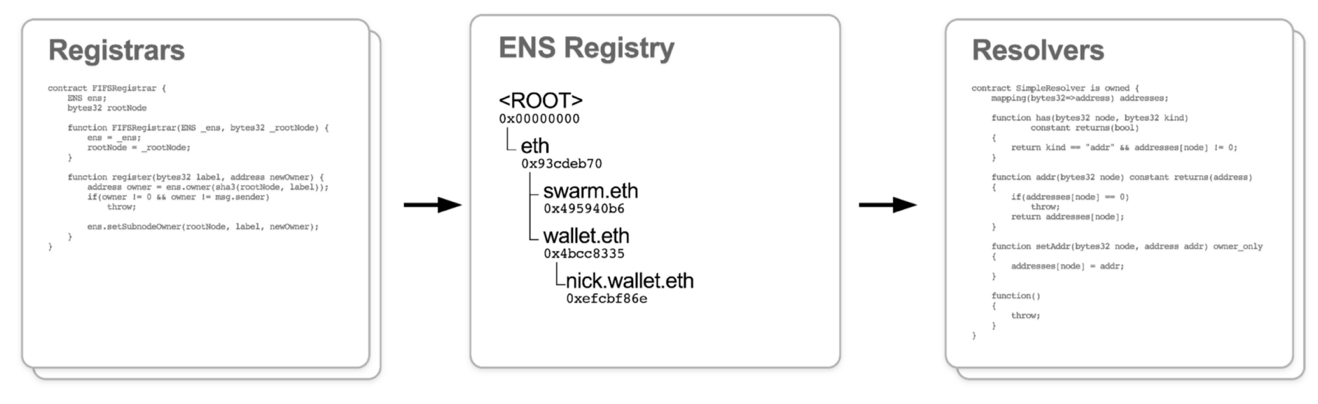 Registrars
contract FIFSRegistrar {
    ENS ens;
    bytes32 rootNode
    function FIFSRegistrar(ENS _ens, bytes32 _rootNode) {
        ens = _ens;
        rootNode = _rootNode;
    }
    function register(bytes32 label, address newOwner) {
        address owner = ens.owner(sha3(rootNode, label));
        if(owner != 0 && owner != msg.sender)
            throw;
        ens.setSubnodeOwner(rootNode, label, newOwner);
    }
}
ENS Registry
<ROOT>
0x00000000
eth
0x93cdeb70
swarm.eth
0x495940b6
wallet.eth
0x4bcc8335
nick.wallet.eth
0xefcbf86e
Resolvers
contract SimpleResolver is owned {
    mapping(bytes32=>address) addresses;
    function has(bytes32 node, bytes32 kind)
            constant returns(bool)
    {
        return kind == "addr" && addresses[node] != 0;
    }
    function addr(bytes32 node) constant returns(address)
    {
        if(addresses[node] == 0)
            throw;
        return addresses[node];
    }
    function setAddr(bytes32 node, address addr) owner_only
    {
        addresses[node] = addr;
    }
    function()
    {
        throw;
    }
}